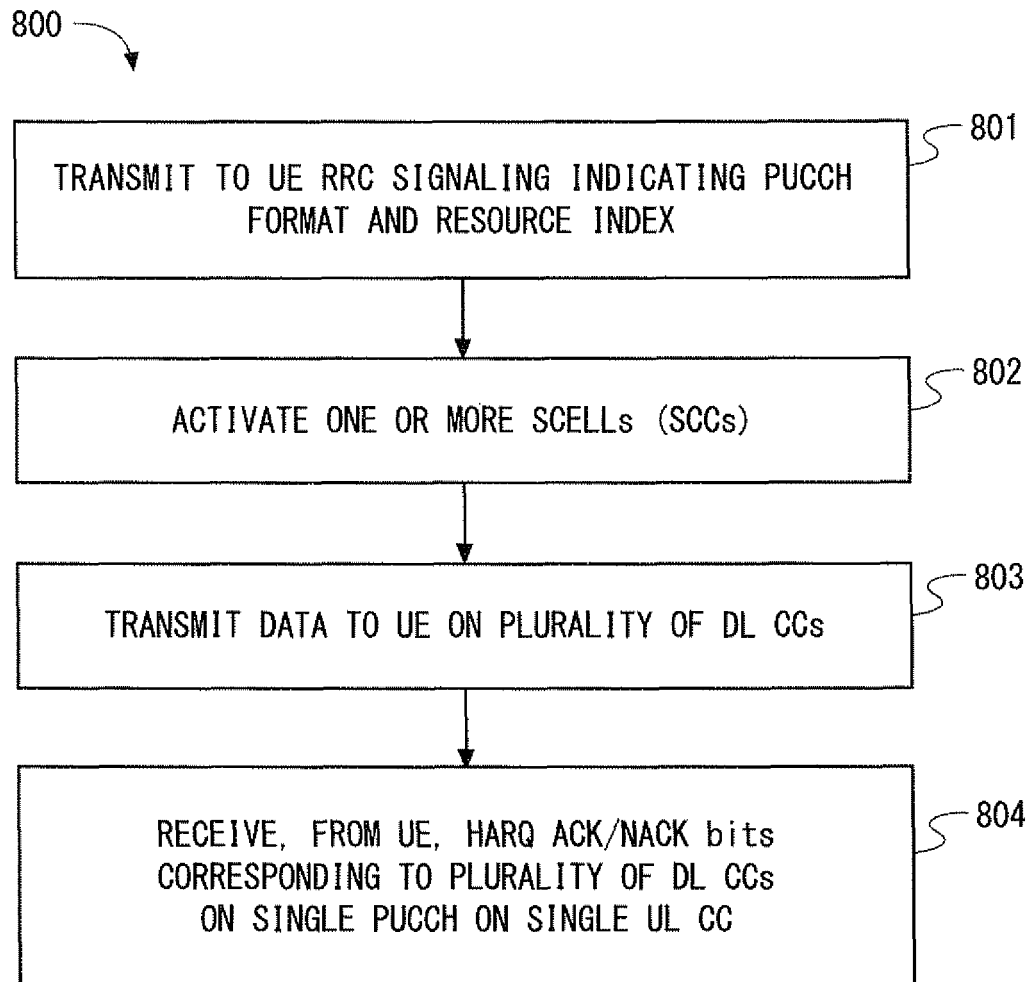 800
801
TRANSMIT TO UE RRC SIGNALING INDICATING PUCCH
FORMAT AND RESOURCE INDEX
802
ACTIVATE ONE OR MORE SCELLs (SCCs)
803
TRANSMIT DATA TO UE ON PLURALITY OF DL CCs
804
RECEIVE, FROM UE, HARQ ACK/NACK bits
CORRESPONDING TO PLURALITY OF DL CCs
ON SINGLE PUCCH ON SINGLE UL CC